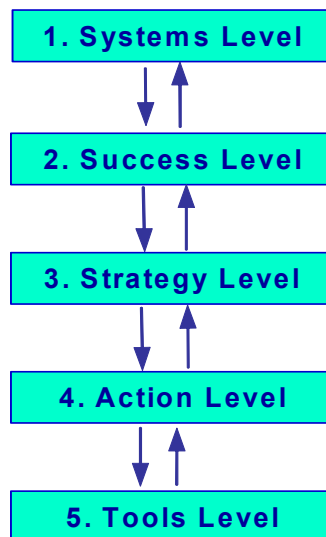 1. Systems Level
2. Success Level
3. Strategy Level
4. Action Level
5. Tools Level